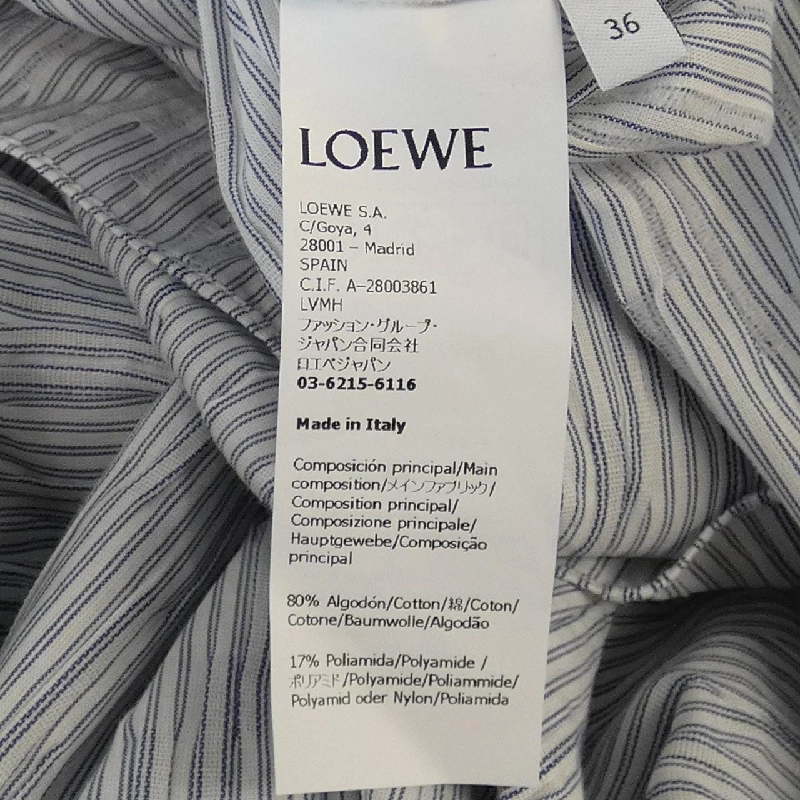 36
LOEWE
LOEWE S.A.
C/Goya, 4
28001 – Madrid
SPAIN
C.I.F. A-28003861
LVMH
ファッション・グループ・
ジャパン合同会社
ロエベジャパン
03-6215-6116
Made in Italy
Composición principal/Main
composition/メインファブリック/
Composition principal/
Composizione principale/
Hauptgewebe/Composição
principal
80% Algodón/Cotton/綿/Coton/
Cotone/Baumwolle/Algodão
17% Poliamida/Polyamide /
ポリアミド/Polyamide/Poliammide/
Polyamid oder Nylon/Poliamida